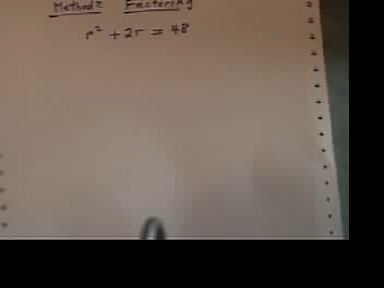 Method: Factoring
r² + 2r = 48